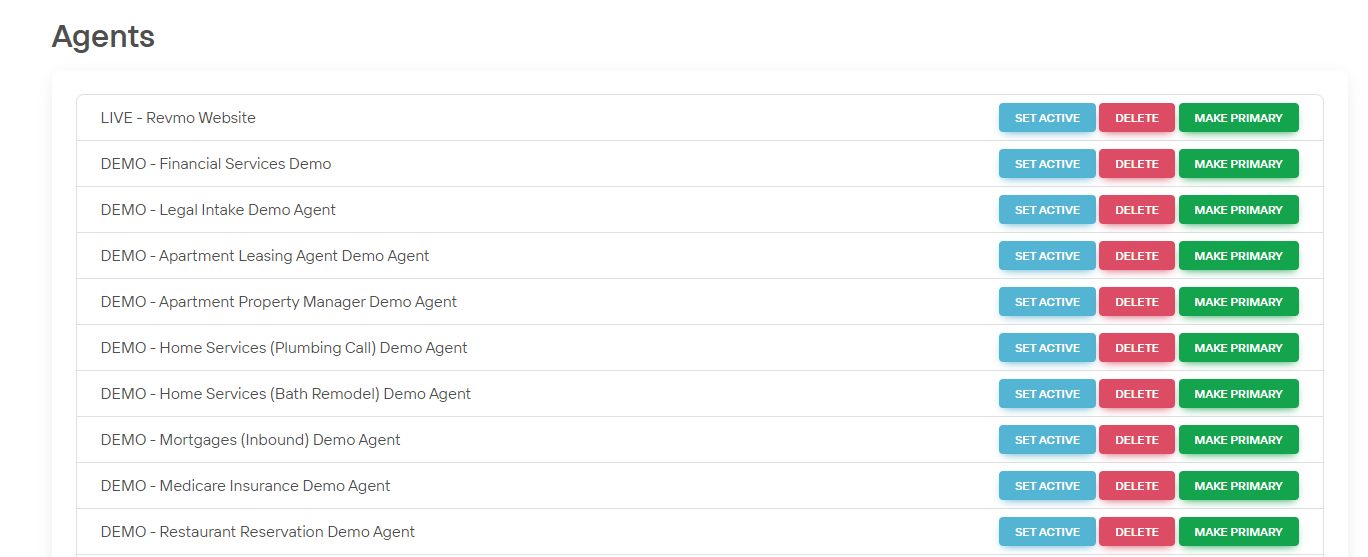 Agents
LIVE - Revmo Website SET ACTIVE DELETE MAKE PRIMARY
DEMO - Financial Services Demo SET ACTIVE DELETE MAKE PRIMARY
DEMO - Legal Intake Demo Agent SET ACTIVE DELETE MAKE PRIMARY
DEMO - Apartment Leasing Agent Demo Agent SET ACTIVE DELETE MAKE PRIMARY
DEMO - Apartment Property Manager Demo Agent SET ACTIVE DELETE MAKE PRIMARY
DEMO - Home Services (Plumbing Call) Demo Agent SET ACTIVE DELETE MAKE PRIMARY
DEMO - Home Services (Bath Remodel) Demo Agent SET ACTIVE DELETE MAKE PRIMARY
DEMO - Mortgages (Inbound) Demo Agent SET ACTIVE DELETE MAKE PRIMARY
DEMO - Medicare Insurance Demo Agent SET ACTIVE DELETE MAKE PRIMARY
DEMO - Restaurant Reservation Demo Agent SET ACTIVE DELETE MAKE PRIMARY